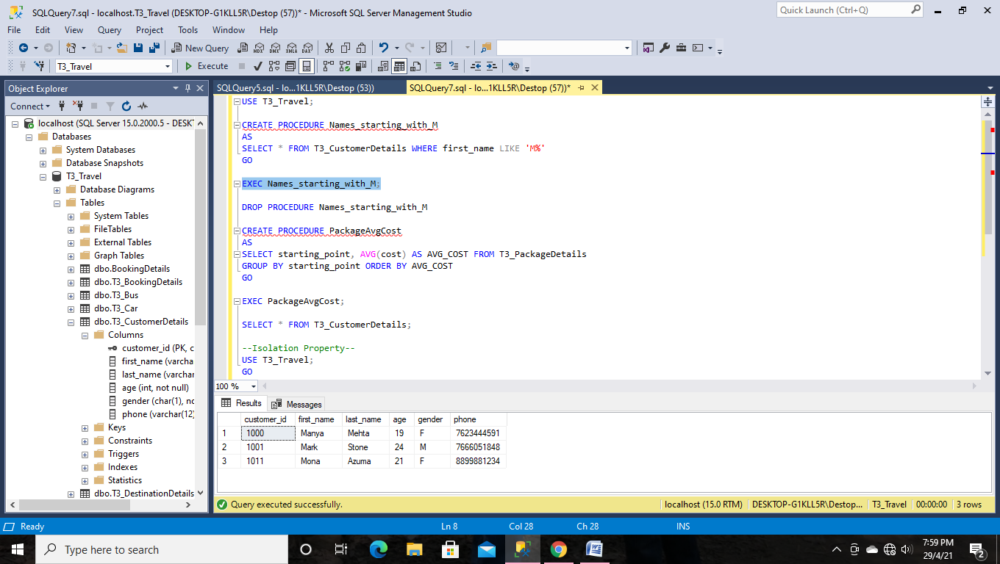 SQLQuery7.sql - localhost.T3_Travel (DESKTOP-G1KLL5R\Destop (57))* - Microsoft SQL Server Management Studio
Quick Launch (Ctrl+Q)
File Edit View Query Project Tools Window Help
New Query MDX DMX XMLA DAX
T3_Travel Execute
Object Explorer
SQLQuery5.sql - lo...1KLL5R\Destop (53))
SQLQuery7.sql - lo...1KLL5R\Destop (57))*
Connect
localhost (SQL Server 15.0.2000.5 - DESKT
Databases
System Databases
Database Snapshots
T3_Travel
Database Diagrams
Tables
System Tables
FileTables
External Tables
Graph Tables
dbo.BookingDetails
dbo.T3_BookingDetails
dbo.T3_Bus
dbo.T3_Car
dbo.T3_CustomerDetails
Columns
customer_id (PK, c
first_name (varcha
last_name (varchar
age (int, not null)
gender (char(1), no
phone (varchar(12)
Keys
Constraints
Triggers
Indexes
Statistics
dbo.T3_DestinationDetails
USE T3_Travel;
CREATE PROCEDURE Names_starting_with_M
AS
SELECT * FROM T3_CustomerDetails WHERE first_name LIKE 'M%'
GO
EXEC Names_starting_with_M;
DROP PROCEDURE Names_starting_with_M
CREATE PROCEDURE PackageAvgCost
AS
SELECT starting_point, AVG(cost) AS AVG_COST FROM T3_PackageDetails
GROUP BY starting_point ORDER BY AVG_COST
GO
EXEC PackageAvgCost;
SELECT * FROM T3_CustomerDetails;
--Isolation Property--
USE T3_Travel;
GO
100 %
Results Messages
customer_id first_name last_name age gender phone
1 1000 Manya Mehta 19 F 7623444591
2 1001 Mark Stone 24 M 7666051848
3 1011 Mona Azuma 21 F 8899881234
Query executed successfully.
localhost (15.0 RTM) DESKTOP-G1KLL5R\Destop... T3_Travel 00:00:00 3 rows
Ready Ln 8 Col 28 Ch 28 INS
Type here to search
7:59 PM
29/4/21
2